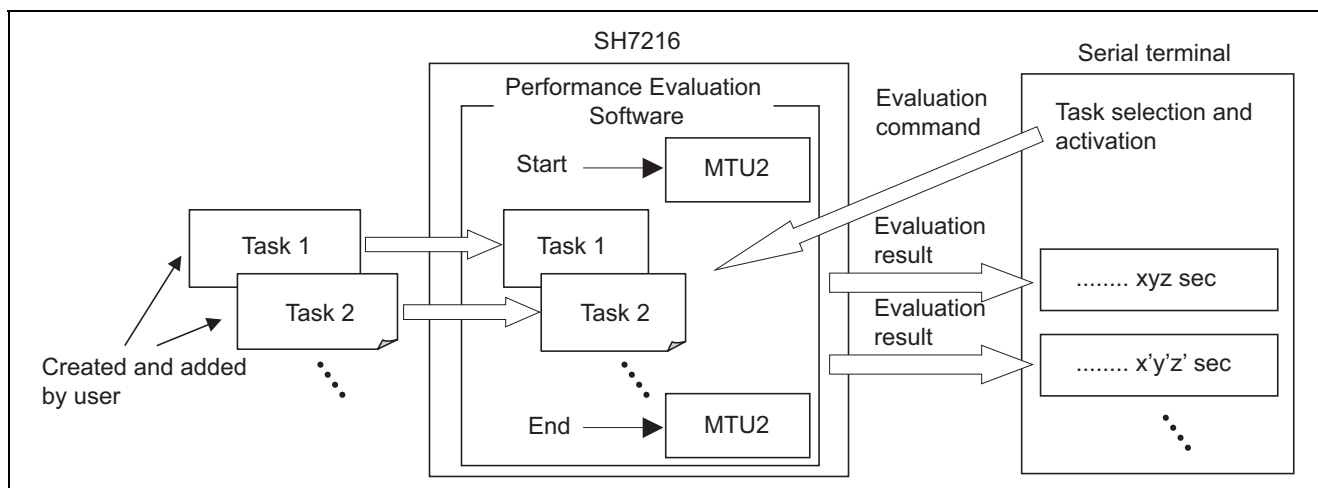 SH7216
Serial terminal
Performance Evaluation
Software
Evaluation
command
Task selection and
activation
Start
MTU2
Task 1
Task 2
Created and added
by user
Task 1
Task 2
Evaluation
result
........ xyz sec
Evaluation
result
........ x’y’z’ sec
End
MTU2